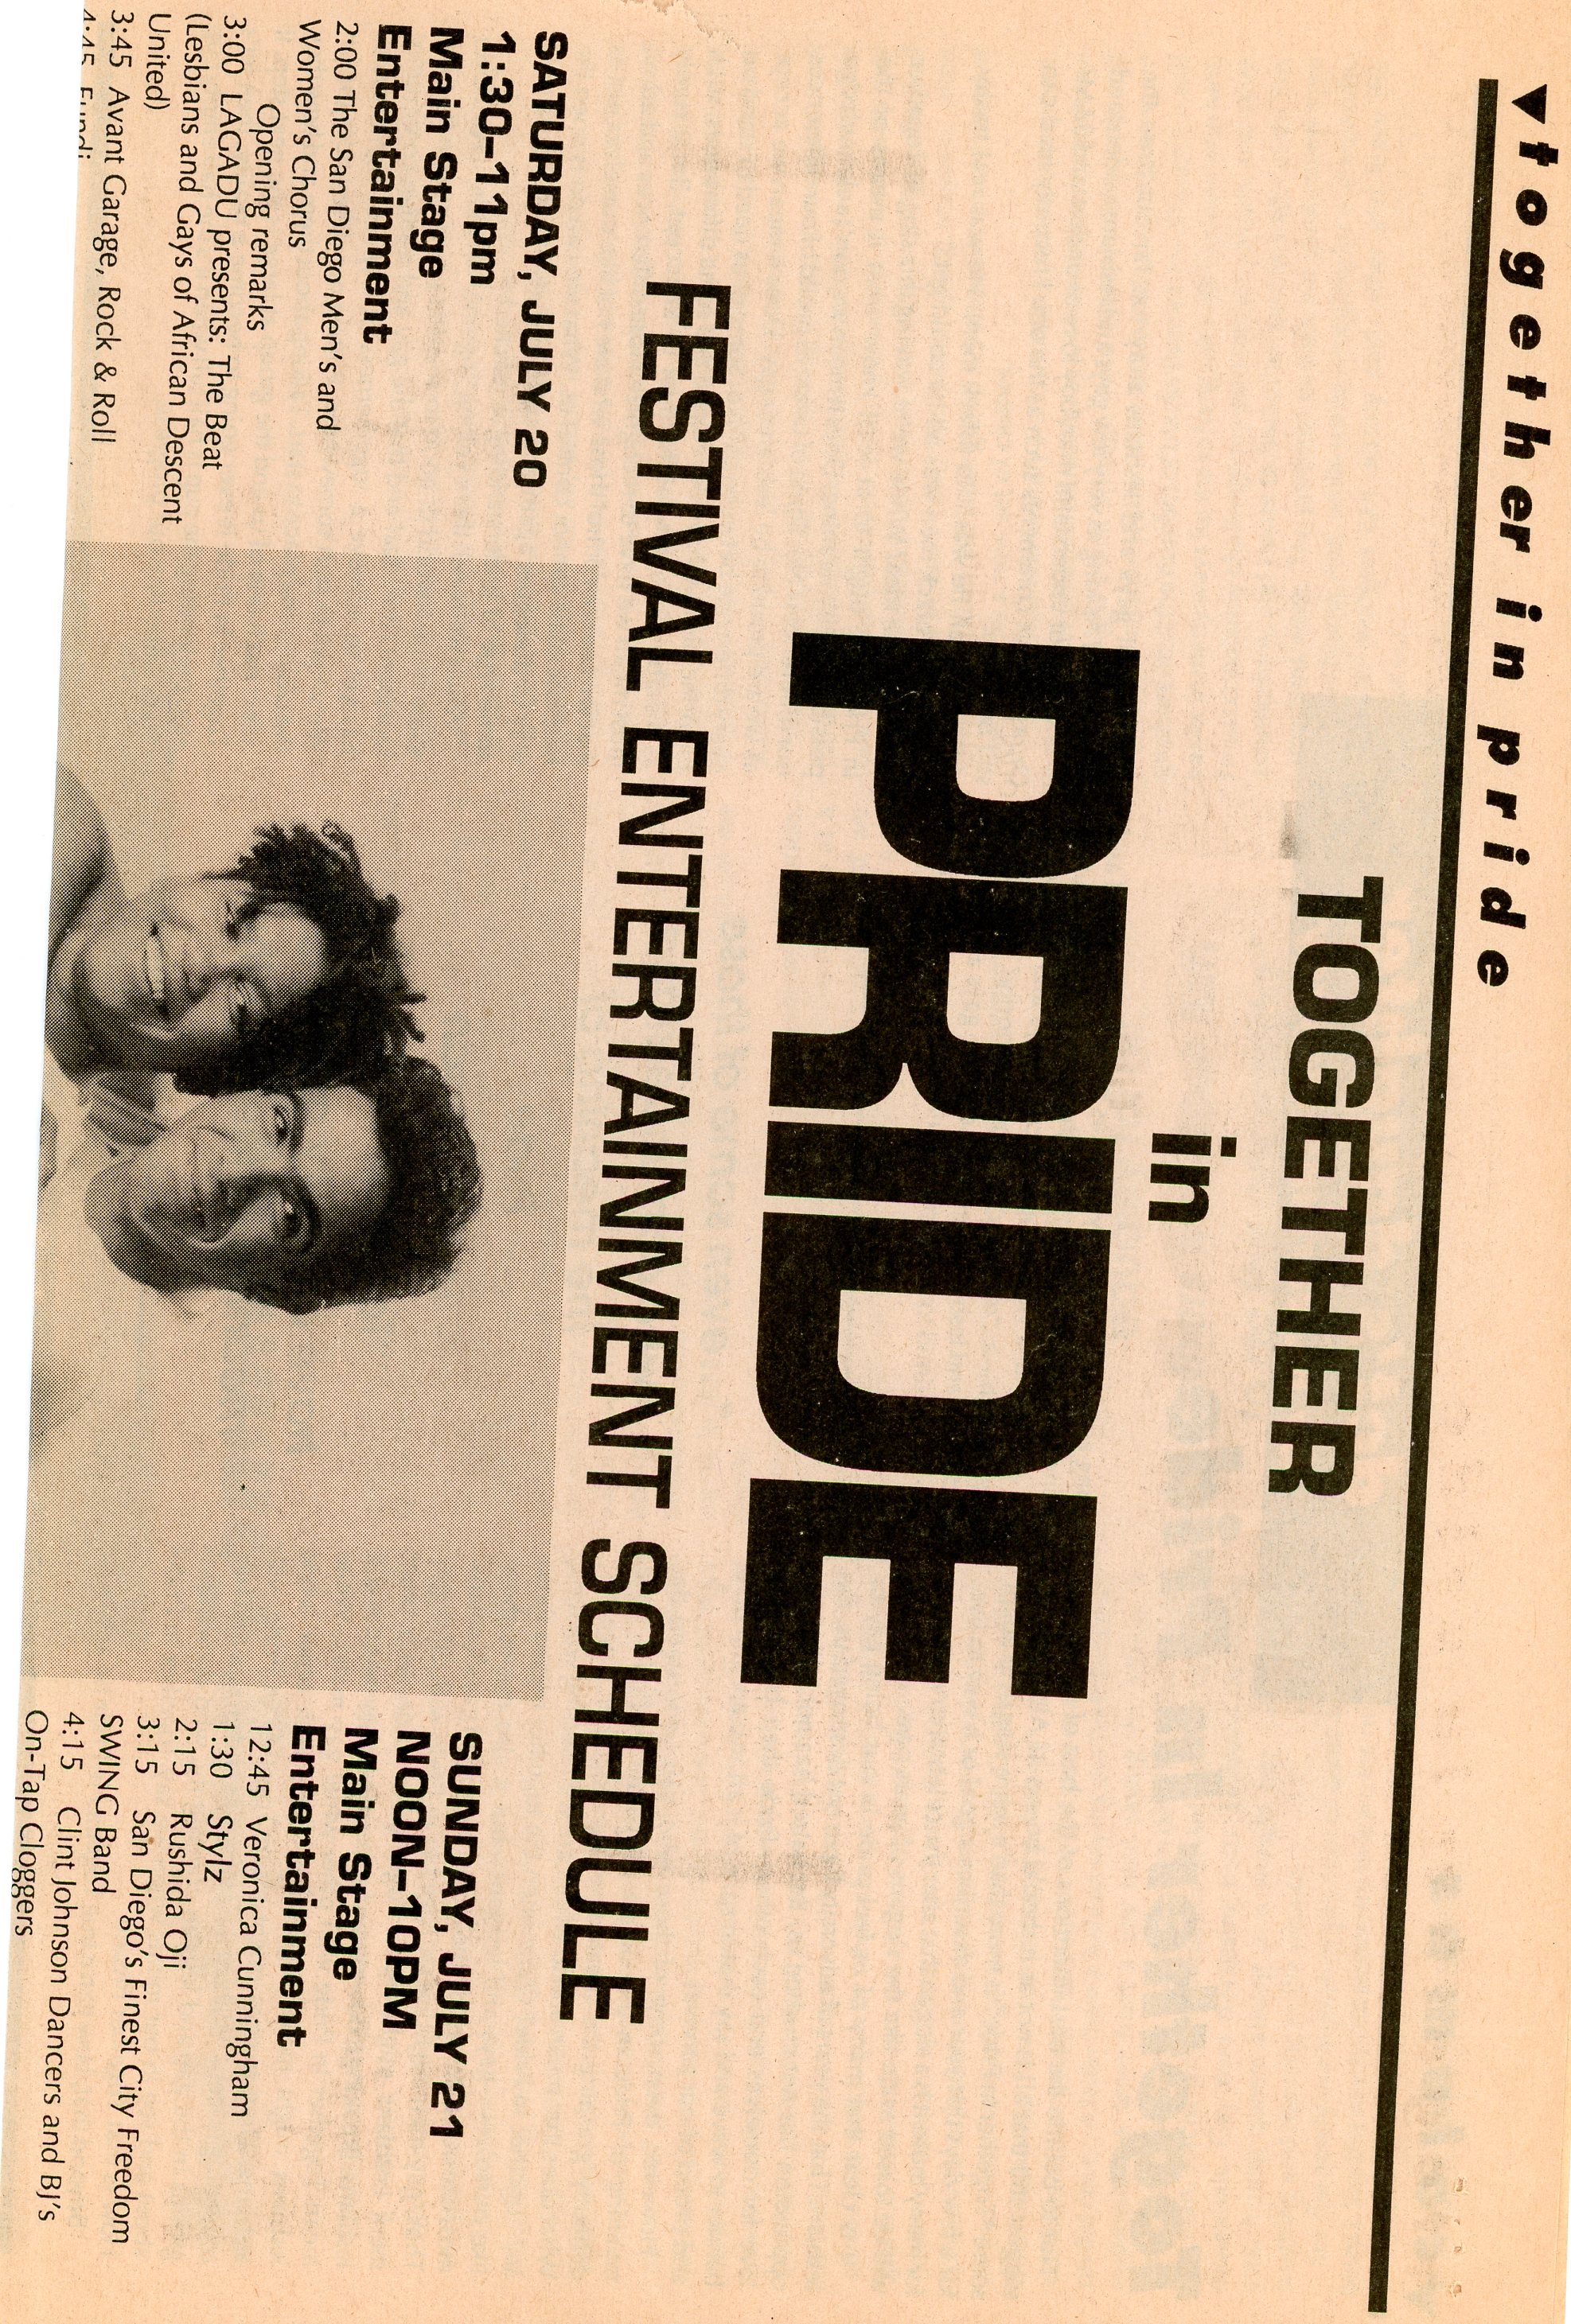 ▼together in pride
TOGETHER
in
PRIDE
FESTIVAL ENTERTAINMENT SCHEDULE
SATURDAY, JULY 20
1:30–11pm
Main Stage
Entertainment
2:00 The San Diego Men's and
Women's Chorus
Opening remarks
3:00 LAGADU presents: The Beat
(Lesbians and Gays of African Descent
United)
3:45 Avant Garage, Rock & Roll
4:45 Fundi
SUNDAY, JULY 21
NOON–10PM
Main Stage
Entertainment
12:45 Veronica Cunningham
1:30 Stylz
2:15 Rushida Oji
3:15 San Diego's Finest City Freedom
SWING Band
4:15 Clint Johnson Dancers and BJ's
On-Tap Cloggers